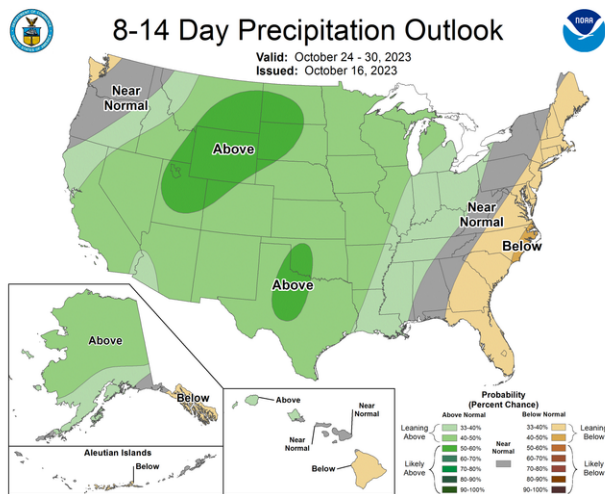 8-14 Day Precipitation Outlook
Valid: October 24 - 30, 2023
Issued: October 16, 2023
NOAA
Near
Normal
Above
Near
Normal
Below
Above
Above
Below
Aleutian Islands
Below
Above
Near
Normal
Near
Normal
Below
Probability
(Percent Chance)
Above Normal
Below Normal
Leaning
Above
33-40%
40-50%
Likely
Above
50-60%
60-70%
70-80%
80-90%
90-100%
Near
Normal
33-40%
40-50%
Leaning
Below
50-60%
60-70%
70-80%
80-90%
90-100%
Likely
Below